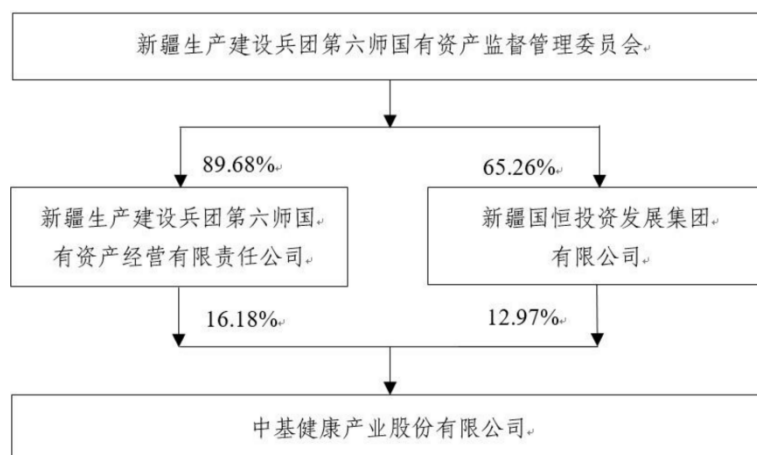 新疆生产建设兵团第六师国有资产监督管理委员会
89.68%
65.26%
新疆生产建设兵团第六师国
有资产经营有限责任公司
新疆国恒投资发展集团
有限公司
16.18%
12.97%
中基健康产业股份有限公司